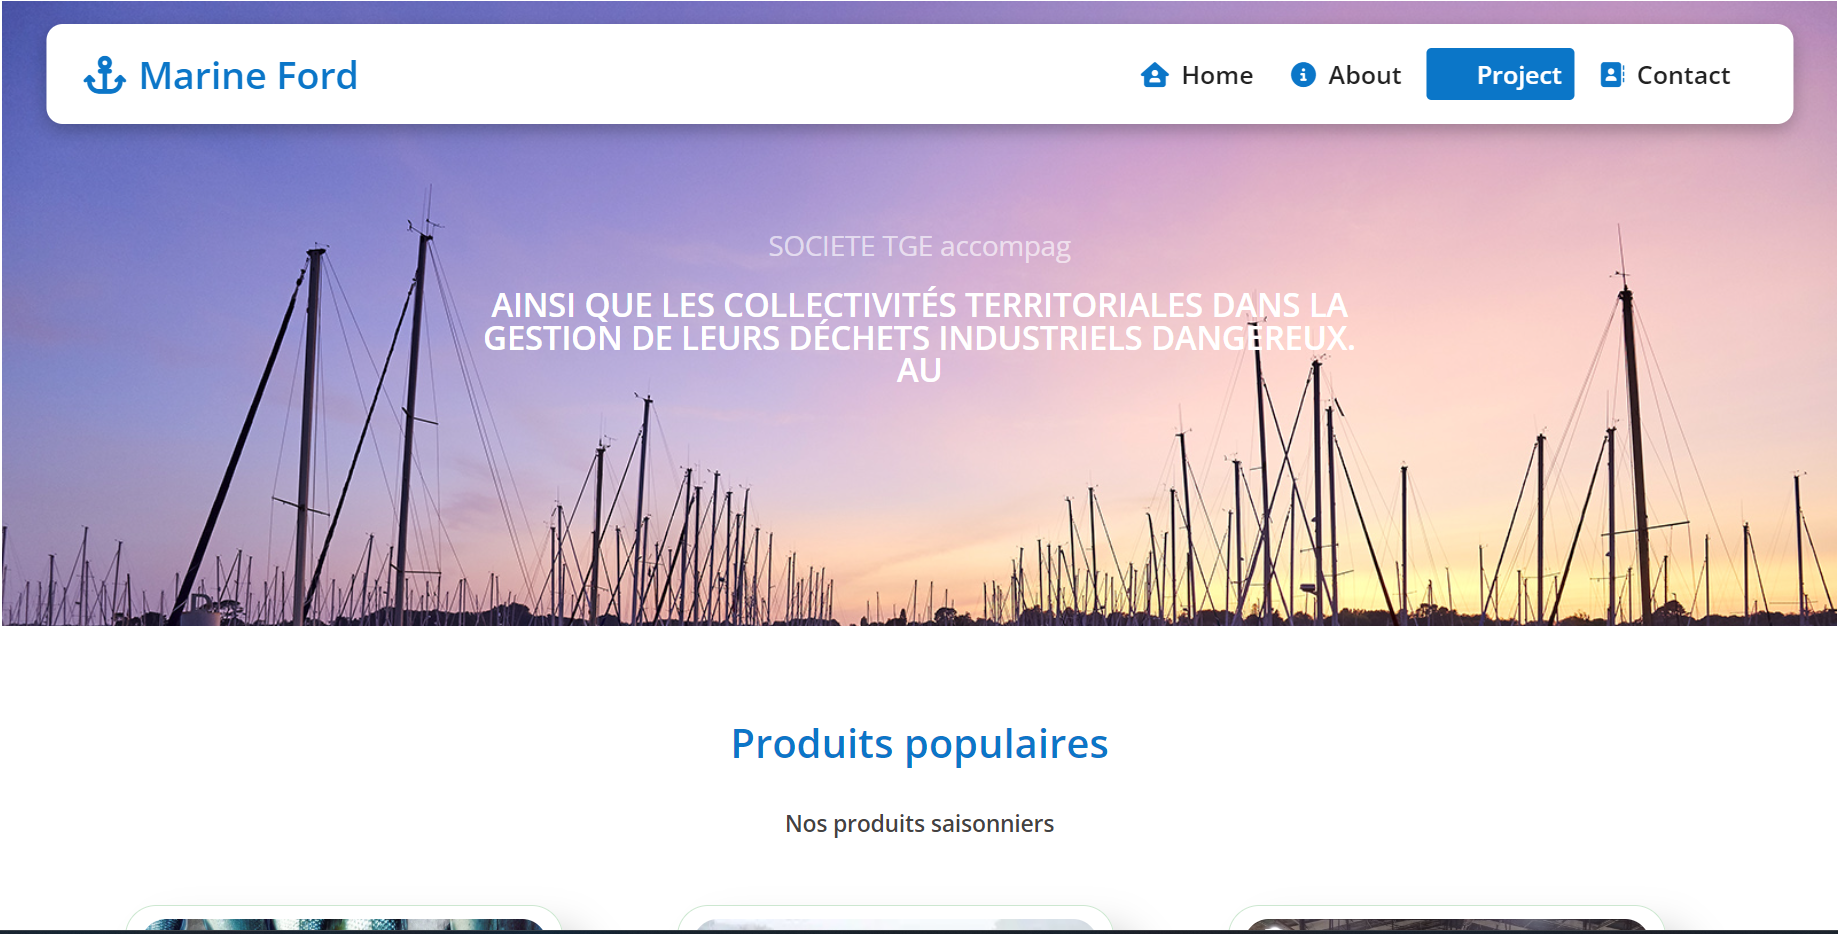 Marine Ford
Home About Project Contact
SOCIETE TGE accompag
AINSI QUE LES COLLECTIVITÉS TERRITORIALES DANS LA
GESTION DE LEURS DÉCHETS INDUSTRIELS DANGEREUX.
AU
Produits populaires
Nos produits saisonniers